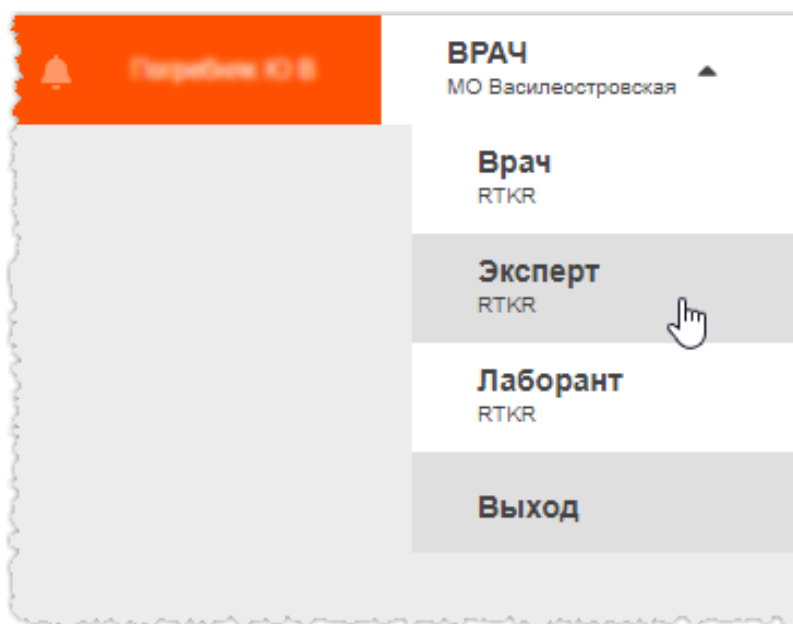 ВРАЧ
МО Василеостровская
Врач
RTKR
Эксперт
RTKR
Лаборант
RTKR
Выход